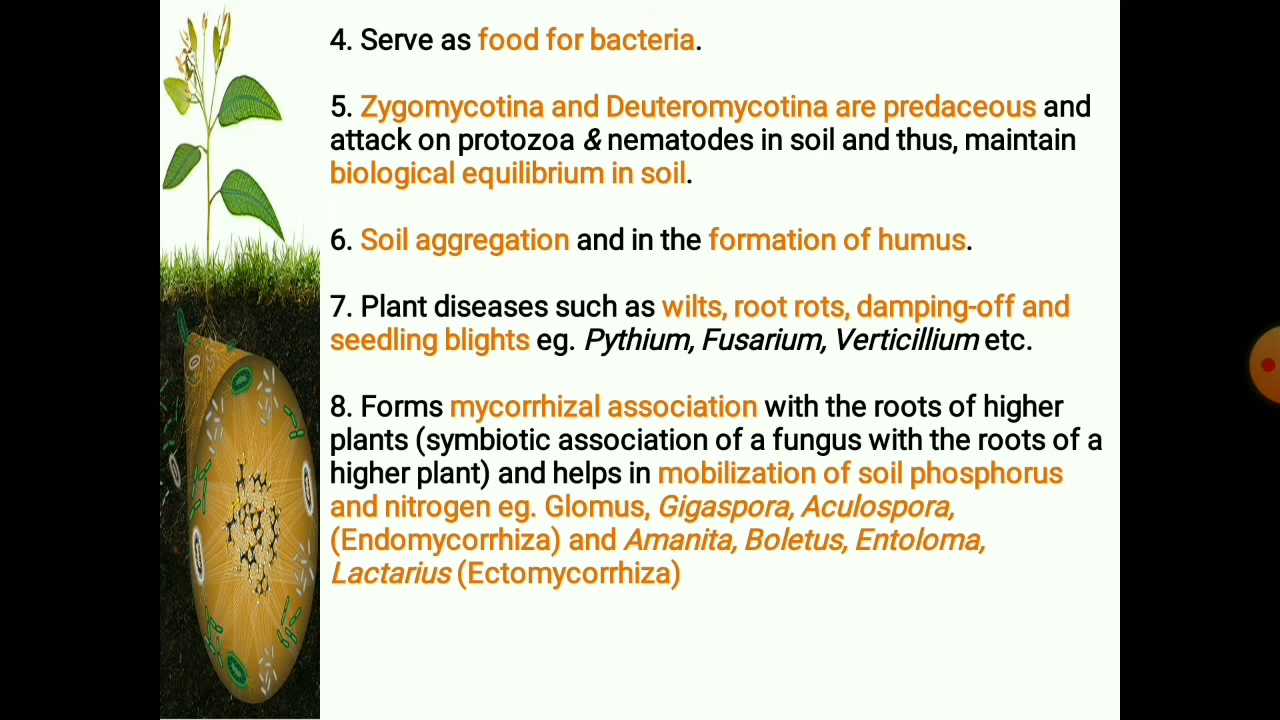 4. Serve as food for bacteria.
5. Zygomycotina and Deuteromycotina are predaceous and
attack on protozoa & nematodes in soil and thus, maintain
biological equilibrium in soil.
6. Soil aggregation and in the formation of humus.
7. Plant diseases such as wilts, root rots, damping-off and
seedling blights eg. Pythium, Fusarium, Verticillium etc.
8. Forms mycorrhizal association with the roots of higher
plants (symbiotic association of a fungus with the roots of a
higher plant) and helps in mobilization of soil phosphorus
and nitrogen eg. Glomus, Gigaspora, Aculospora,
(Endomycorrhiza) and Amanita, Boletus, Entoloma,
Lactarius (Ectomycorrhiza)